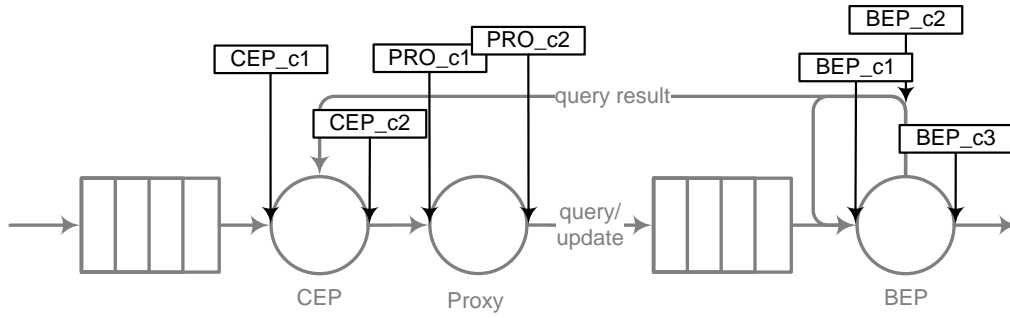 BEP_c2
PRO_c2
CEP_c1
PRO_c1
BEP_c1
query result
CEP_c2
BEP_c3
query/
update
CEP
Proxy
BEP